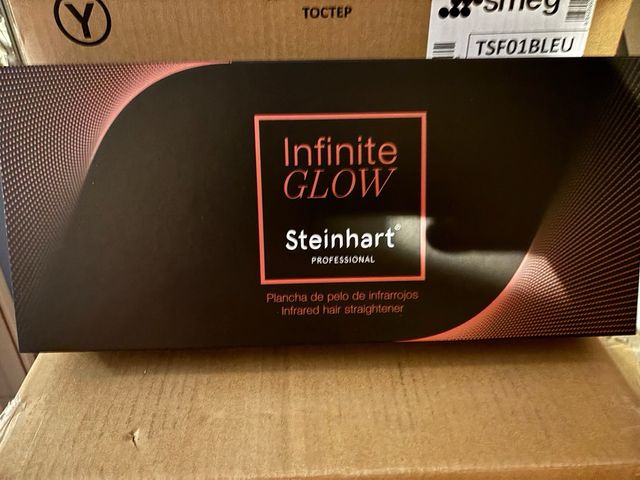 Y
ТОСТЕР
smeg
TSF01BLEU
Infinite
GLOW
Steinhart®
PROFESSIONAL
Plancha de pelo de infrarrojos
Infrared hair straightener